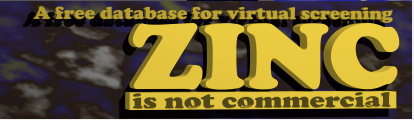 A free database for virtual screening
ZINC
is not commercial